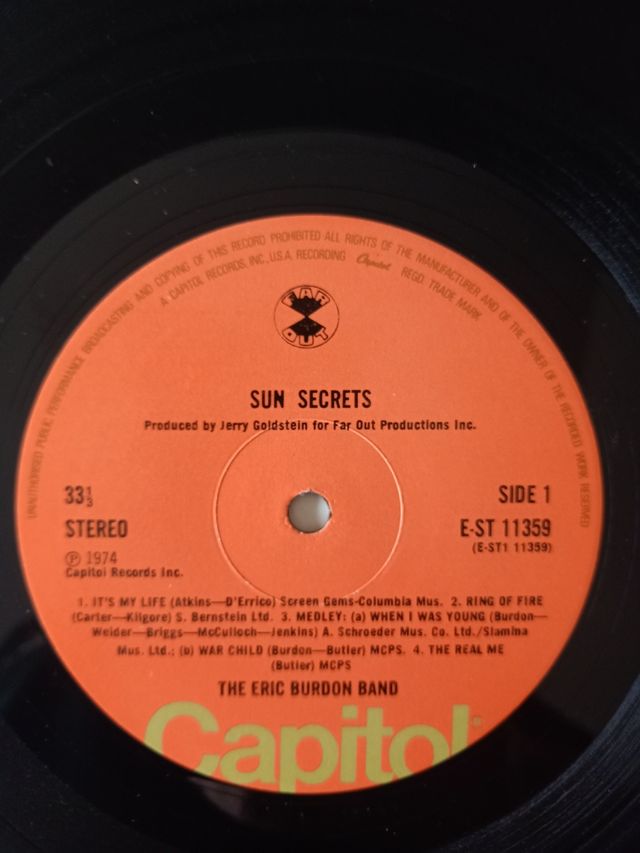 UNAUTHORISED PUBLIC PERFORMANCE BROADCASTING AND COPYING OF THIS RECORD PROHIBITED ALL RIGHTS OF THE MANUFACTURER AND OF THE OWNER OF THE RECORDED WORK RESERVED
A CAPITOL RECORDS, INC., U.S.A. RECORDING Capitol REGD. TRADE MARK
FAR
OUT
SUN SECRETS
Produced by Jerry Goldstein for Far Out Productions Inc.
33⅓ SIDE 1
STEREO E-ST 11359
(E-ST1 11359)
℗ 1974
Capitol Records Inc.
1. IT'S MY LIFE (Atkins—D'Errico) Screen Gems-Columbia Mus. 2. RING OF FIRE
(Carter—Kilgore) S. Bernstein Ltd. 3. MEDLEY: (a) WHEN I WAS YOUNG (Burdon—
Weider—Briggs—McCulloch—Jenkins) A. Schroeder Mus. Co. Ltd./Slamina
Mus. Ltd.; (b) WAR CHILD (Burdon—Butler) MCPS. 4. THE REAL ME
(Butler) MCPS
THE ERIC BURDON BAND
Capitol®